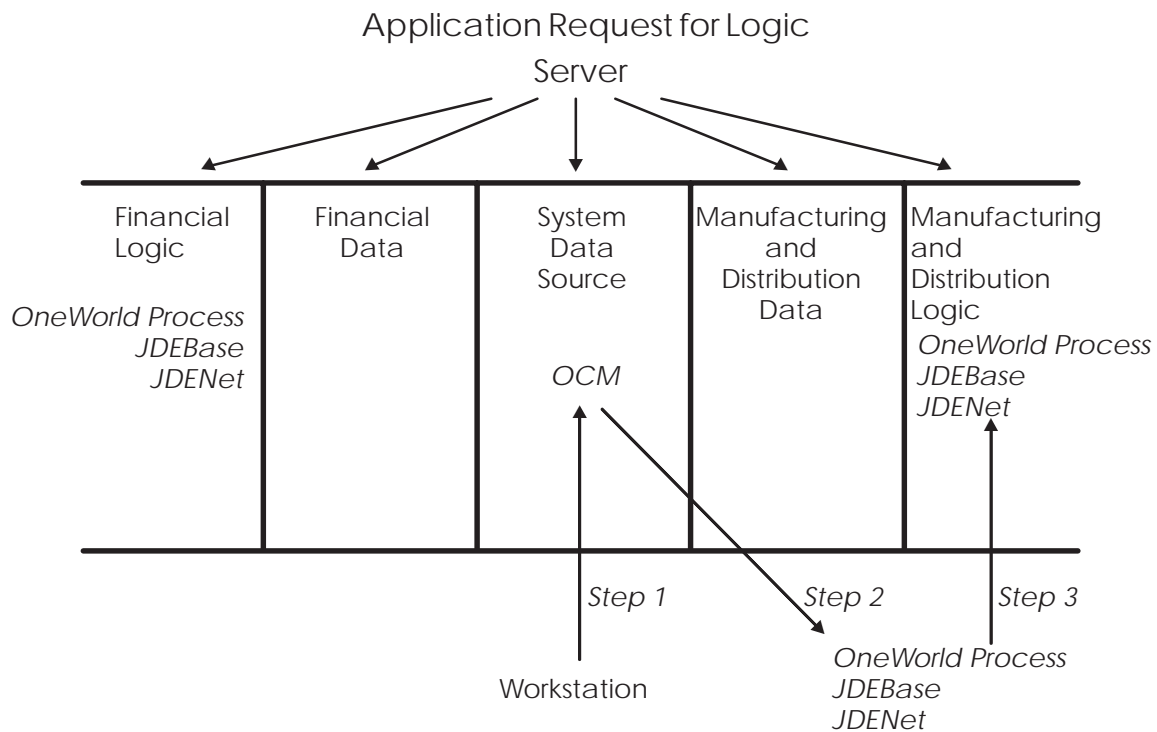 Application Request for Logic
Server
Financial
Logic
OneWorld Process
JDEBase
JDENet
Financial
Data
System
Data
Source
OCM
Manufacturing
and
Distribution
Data
Manufacturing
and
Distribution
Logic
OneWorld Process
JDEBase
JDENet
Step 1
Step 2
Step 3
Workstation
OneWorld Process
JDEBase
JDENet